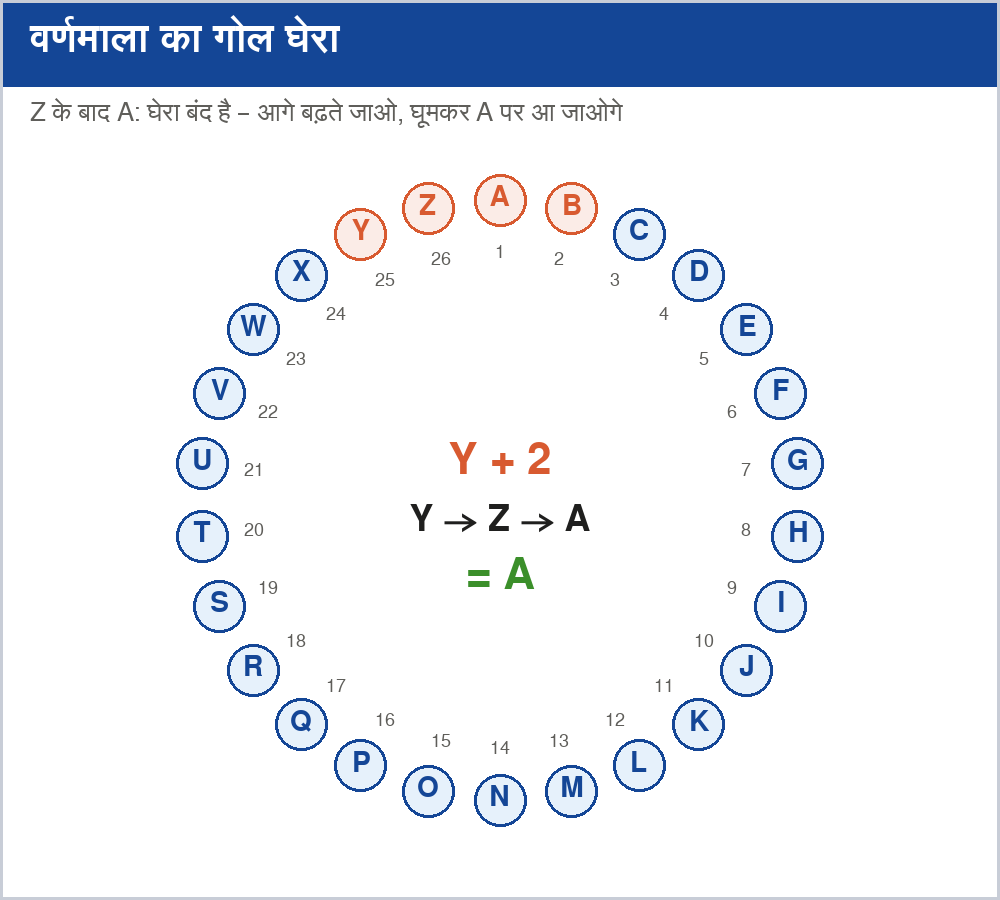 वर्णमाला का गोल घेरा
Z के बाद A: घेरा बंद है – आगे बढ़ते जाओ, घूमकर A पर आ जाओगे
A
1
B
2
C
3
D
4
E
5
F
6
G
7
H
8
I
9
J
10
K
11
L
12
M
13
N
14
O
15
P
16
Q
17
R
18
S
19
T
20
U
21
V
22
W
23
X
24
Y
25
Z
26
Y + 2
Y → Z → A
= A